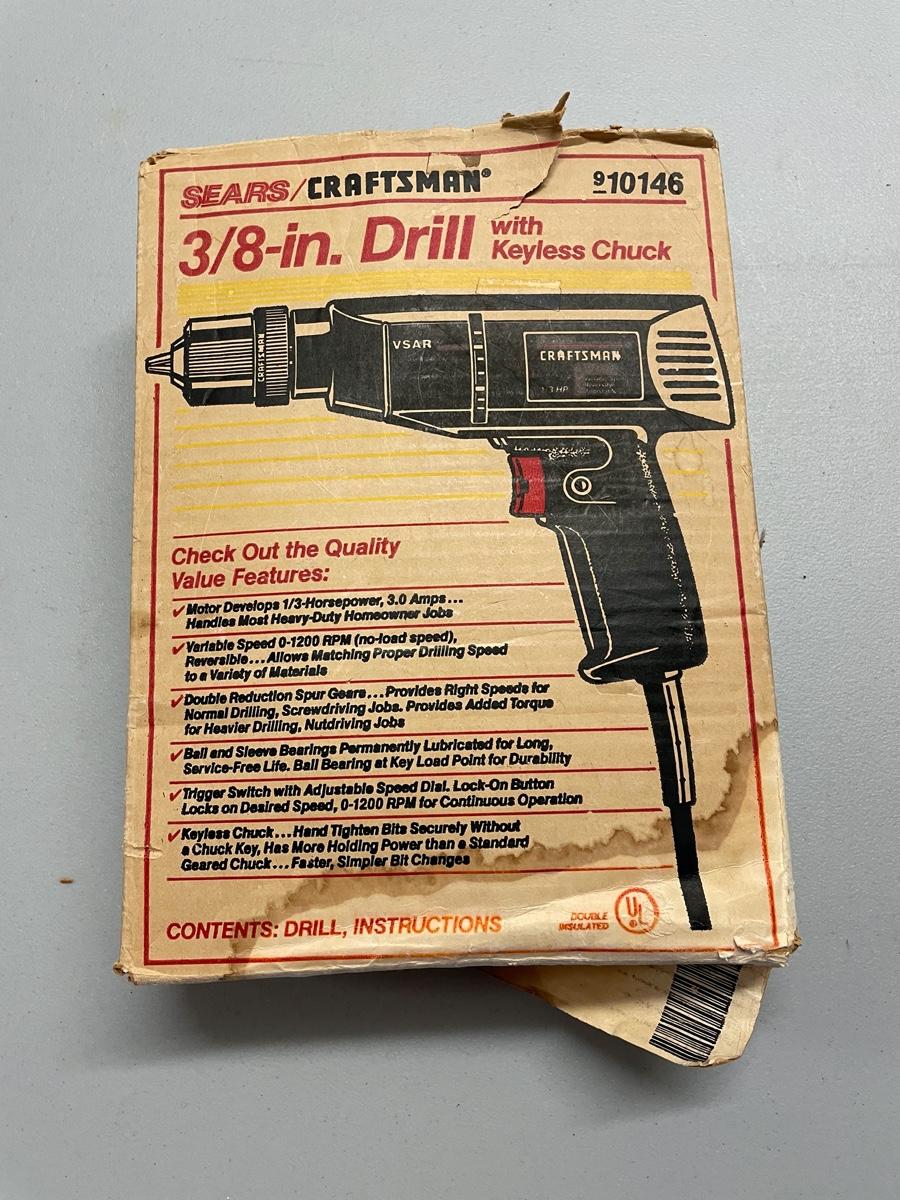 SEARS/CRAFTSMAN®
910146
3/8-in. Drill
with
Keyless Chuck
CRAFTSMAN
VSAR
CRAFTSMAN
1/3 HP
Check Out the Quality
Value Features:
✓Motor Develops 1/3-Horsepower, 3.0 Amps...
Handles Most Heavy-Duty Homeowner Jobs
✓Variable Speed 0-1200 RPM (no-load speed),
Reversible...Allows Matching Proper Drilling Speed
to a Variety of Materials
✓Double Reduction Spur Gears...Provides Right Speeds for
Normal Drilling, Screwdriving Jobs. Provides Added Torque
for Heavier Drilling, Nutdriving Jobs
✓Ball and Sleeve Bearings Permanently Lubricated for Long,
Service-Free Life. Ball Bearing at Key Load Point for Durability
✓Trigger Switch with Adjustable Speed Dial. Lock-On Button
Locks on Desired Speed, 0-1200 RPM for Continuous Operation
✓Keyless Chuck...Hand Tighten Bits Securely Without
a Chuck Key, Has More Holding Power than a Standard
Geared Chuck...Faster, Simpler Bit Changes
CONTENTS: DRILL, INSTRUCTIONS
DOUBLE
INSULATED
UL
®